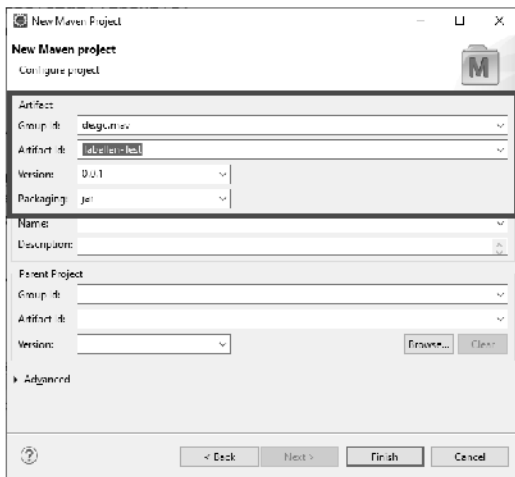 New Maven Project
New Maven project
Configure project
Artifact
Group Id:
Artifact Id:
Version: 0.0.1
Packaging: jar
Name:
Description:
Parent Project
Group Id:
Artifact Id:
Version:
Browse... Clear
Advanced
< Back Next > Finish Cancel